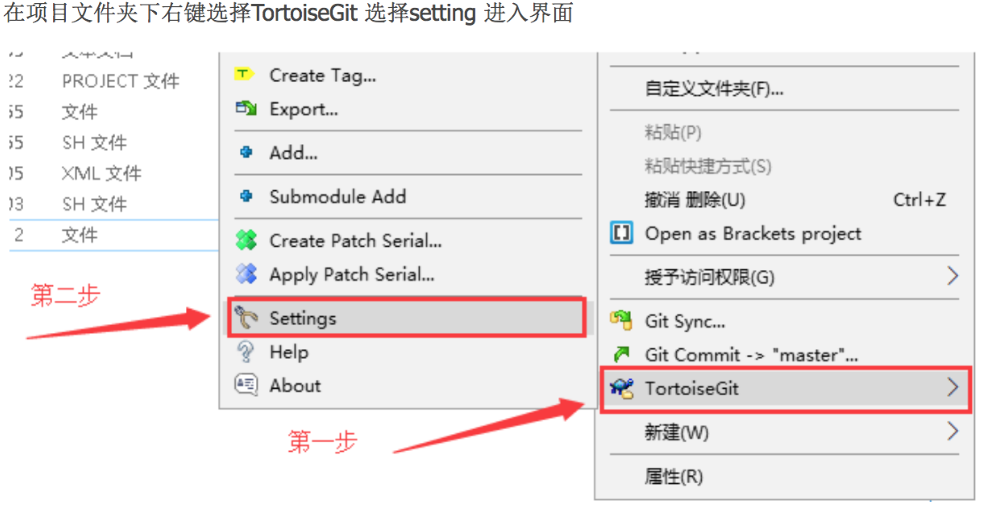 在项目文件夹下右键选择TortoiseGit 选择setting 进入界面
22 PROJECT 文件
55 文件
55 SH 文件
05 XML 文件
03 SH 文件
2 文件
第二步
Create Tag...
Export...
Add...
Submodule Add
Create Patch Serial...
Apply Patch Serial...
Settings
Help
About
第一步
自定义文件夹(F)...
粘贴(P)
粘贴快捷方式(S)
撤消 删除(U) Ctrl+Z
Open as Brackets project
授予访问权限(G)
Git Sync...
Git Commit -> "master"...
TortoiseGit
新建(W)
属性(R)